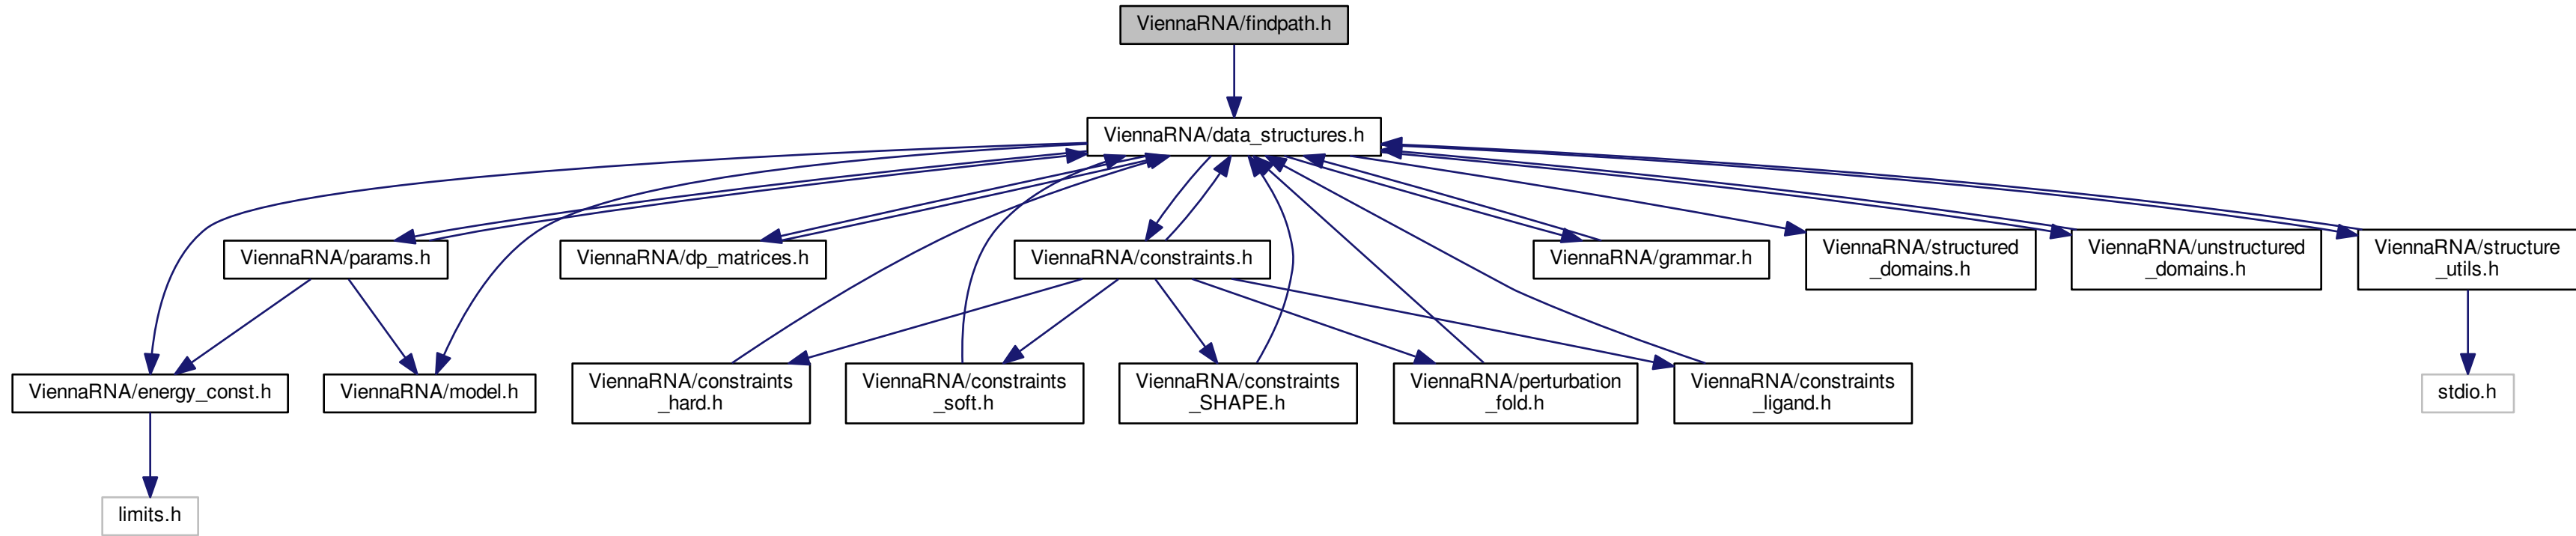 ViennaRNA/findpath.h
ViennaRNA/data_structures.h
ViennaRNA/params.h
ViennaRNA/dp_matrices.h
ViennaRNA/constraints.h
ViennaRNA/grammar.h
ViennaRNA/structured
_domains.h
ViennaRNA/unstructured
_domains.h
ViennaRNA/structure
_utils.h
ViennaRNA/energy_const.h
ViennaRNA/model.h
ViennaRNA/constraints
_hard.h
ViennaRNA/constraints
_soft.h
ViennaRNA/constraints
_SHAPE.h
ViennaRNA/perturbation
_fold.h
ViennaRNA/constraints
_ligand.h
stdio.h
limits.h